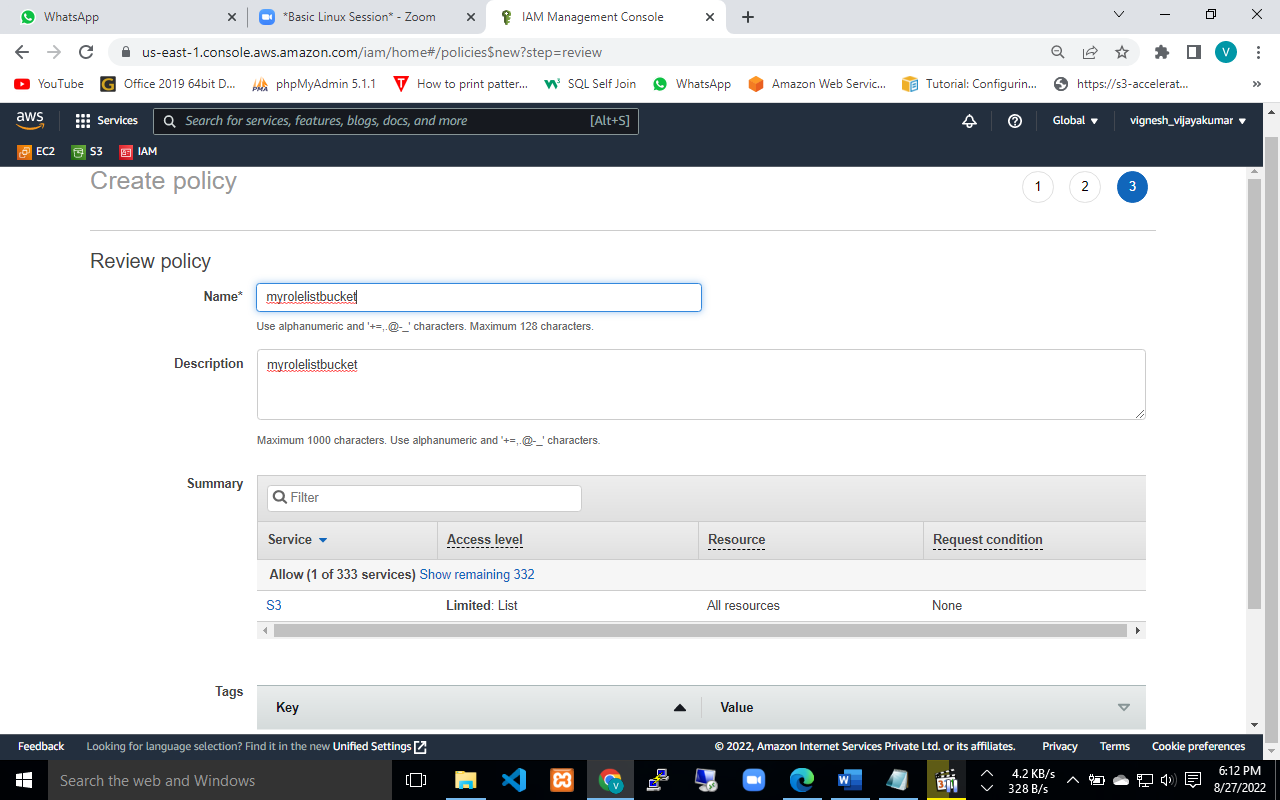 WhatsApp
*Basic Linux Session* - Zoom
IAM Management Console
us-east-1.console.aws.amazon.com/iam/home#/policies$new?step=review
V
YouTube
Office 2019 64bit D...
phpMyAdmin 5.1.1
How to print patter...
SQL Self Join
WhatsApp
Amazon Web Servic...
Tutorial: Configurin...
https://s3-accelerat...
»
aws
Services
Search for services, features, blogs, docs, and more
[Alt+S]
Global
vignesh_vijayakumar
EC2
S3
IAM
Create policy
1
2
3
Review policy
Name*
myrolelistbucket
Use alphanumeric and '+=,.@-_' characters. Maximum 128 characters.
Description
myrolelistbucket
Maximum 1000 characters. Use alphanumeric and '+=,.@-_' characters.
Summary
Filter
Service
Access level
Resource
Request condition
Allow (1 of 333 services) Show remaining 332
S3
Limited: List
All resources
None
Tags
Key
Value
Feedback
Looking for language selection? Find it in the new Unified Settings
© 2022, Amazon Internet Services Private Ltd. or its affiliates.
Privacy
Terms
Cookie preferences
Search the web and Windows
4.2 KB/s
328 B/s
6:12 PM
8/27/2022